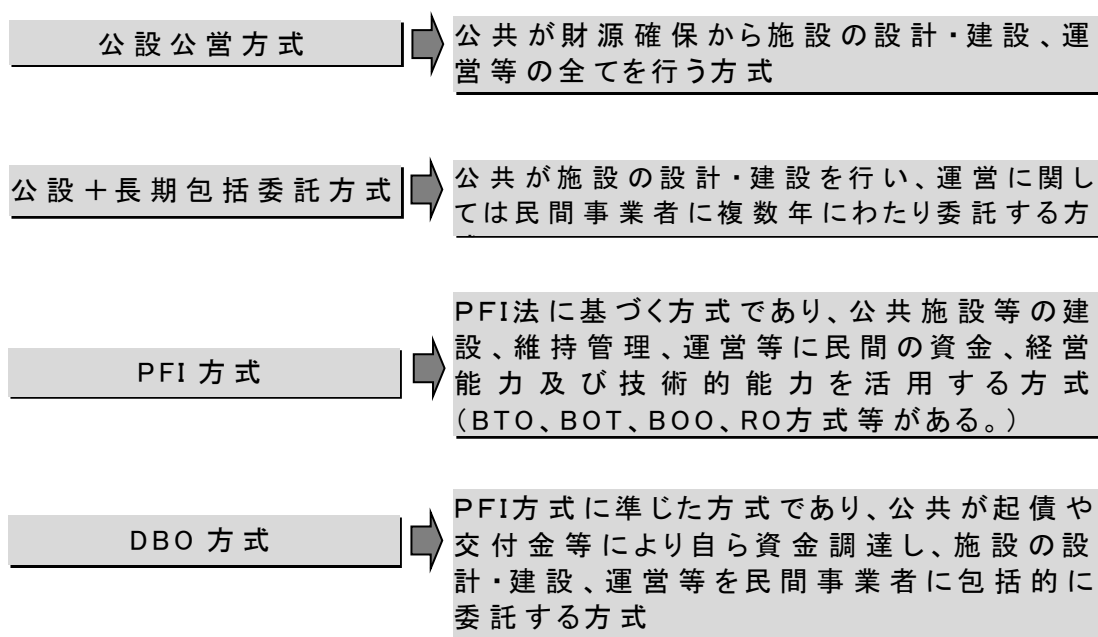 公設公営方式
公共が財源確保から施設の設計・建設、運
営等の全てを行う方式
公設＋長期包括委託方式
公共が施設の設計・建設を行い、運営に関し
ては民間事業者に複数年にわたり委託する方
PFI方式
PFI法に基づく方式であり、公共施設等の建
設、維持管理、運営等に民間の資金、経営
能力及び技術的能力を活用する方式
（BTO、BOT、BOO、RO方式等がある。）
DBO方式
PFI方式に準じた方式であり、公共が起債や
交付金等により自ら資金調達し、施設の設
計・建設、運営等を民間事業者に包括的に
委託する方式